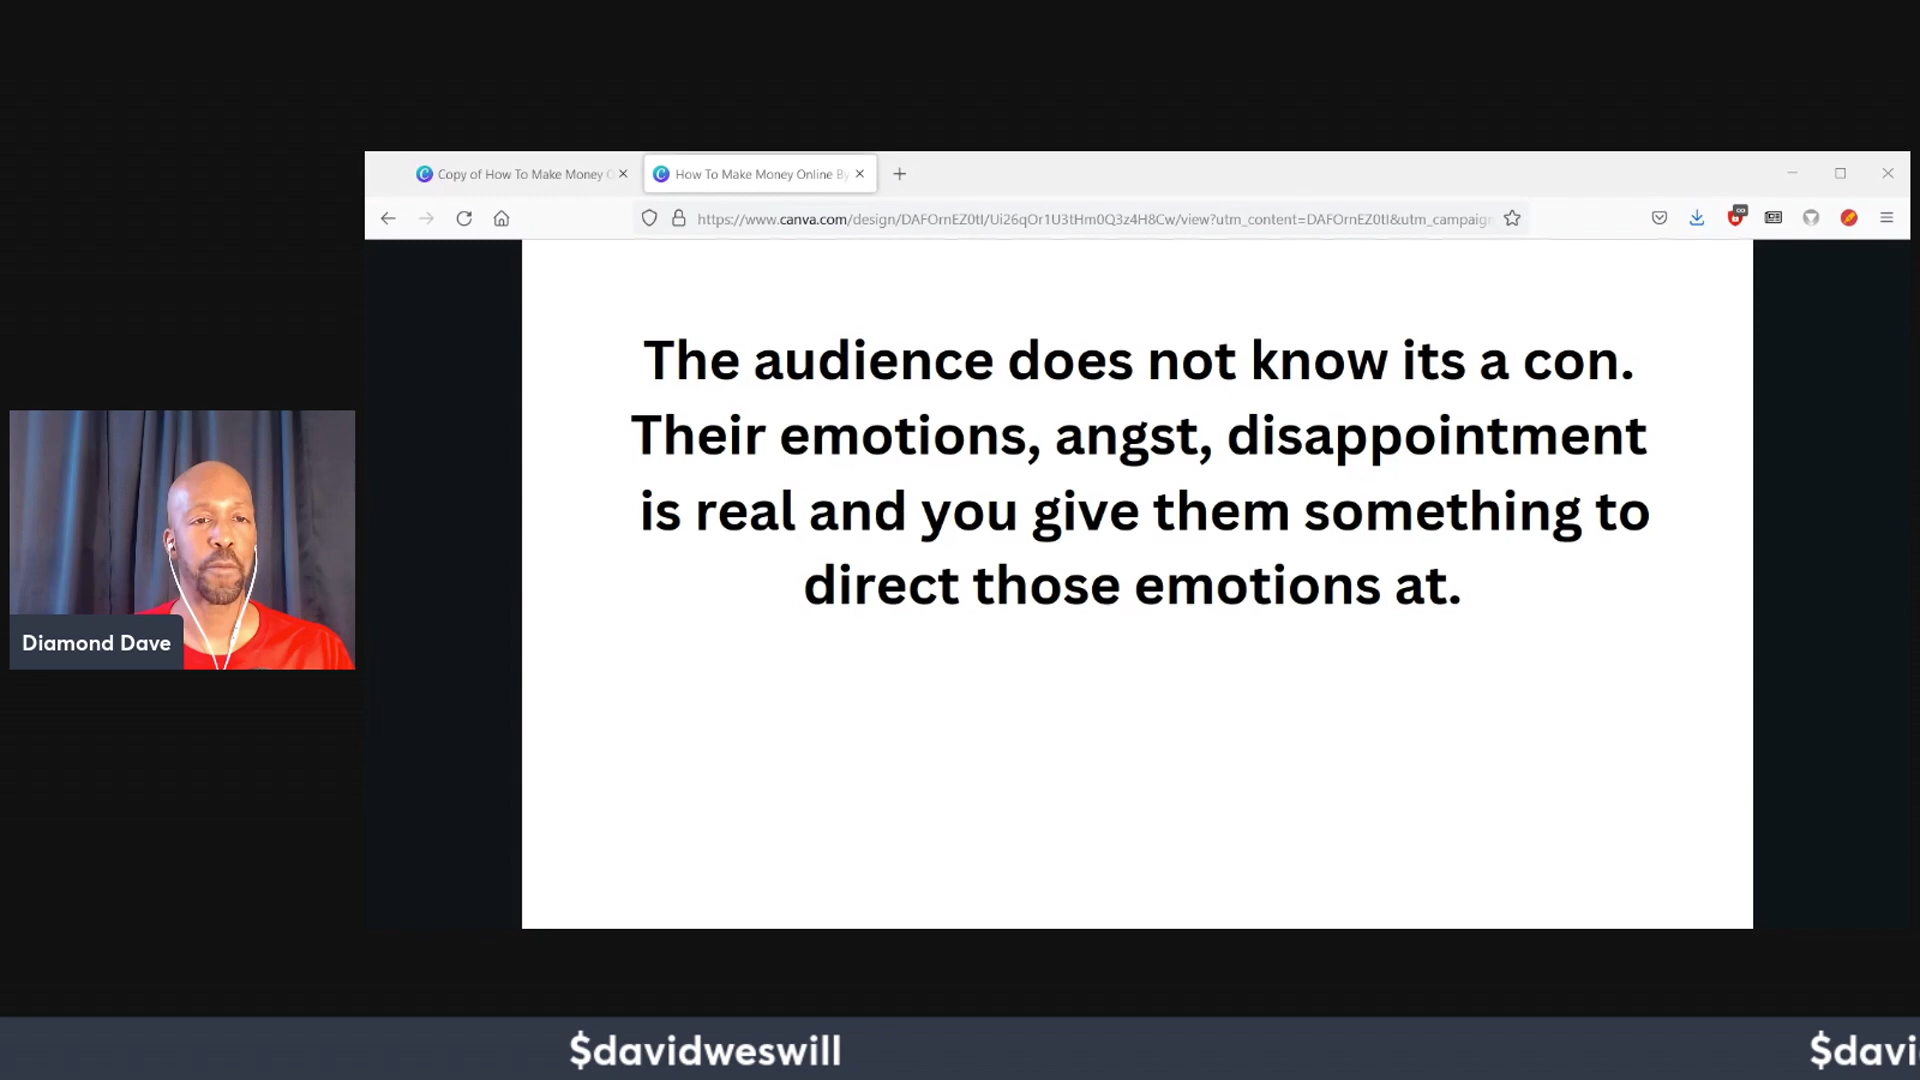 Copy of How To Make Money O
How To Make Money Online By
https://www.canva.com/design/DAFOrnEZ0tI/Ui26qOr1U3tHm0Q3z4H8Cw/view?utm_content=DAFOrnEZ0tI&utm_campaign
The audience does not know its a con.
Their emotions, angst, disappointment
is real and you give them something to
direct those emotions at.
Diamond Dave
$davidweswill
$davi